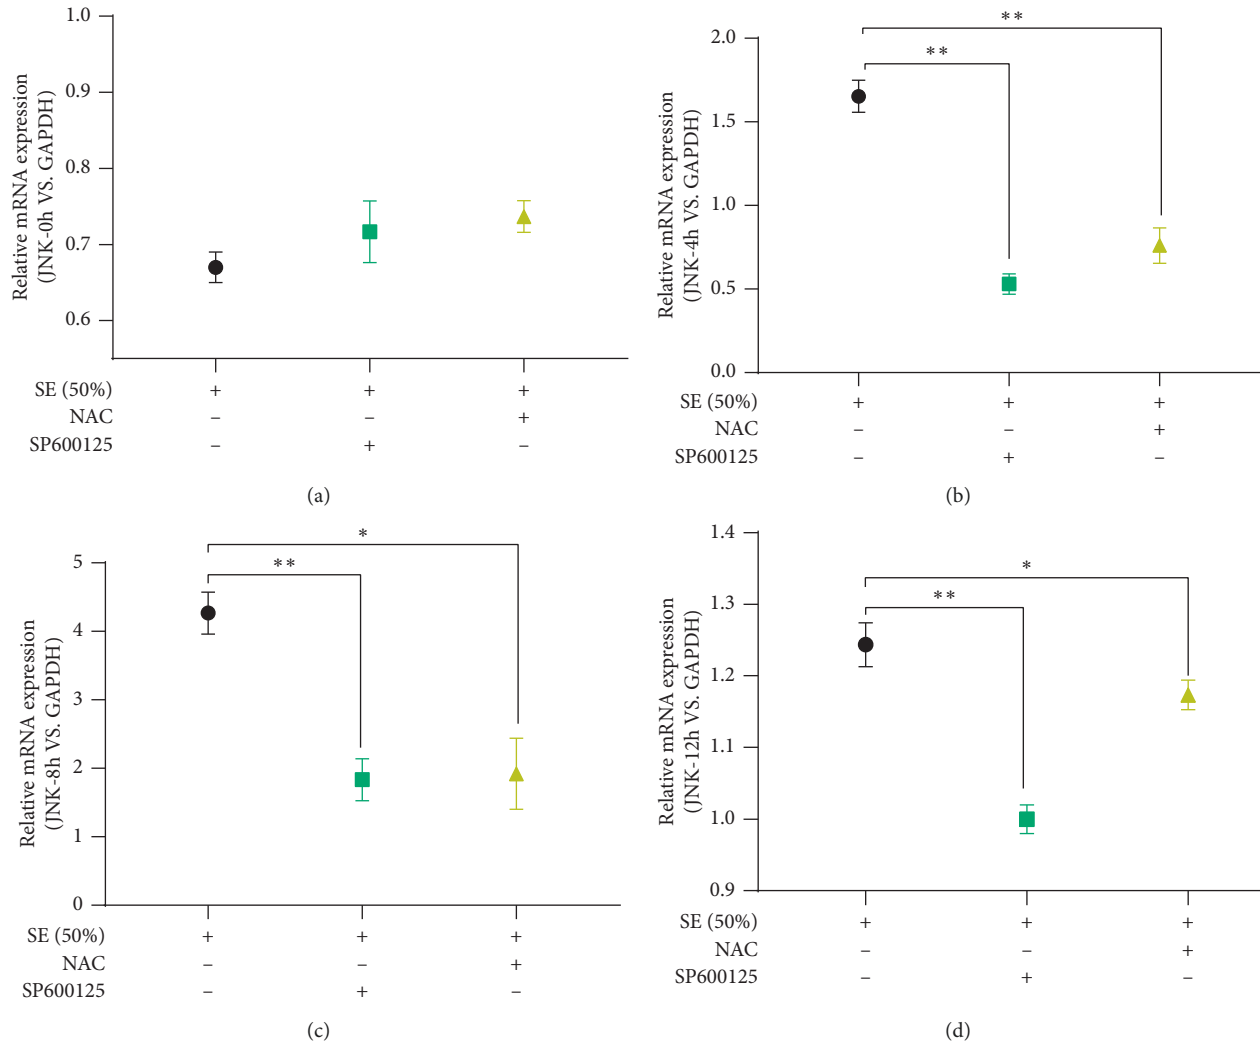 Relative mRNA expression
(JNK-0h VS. GAPDH)
1.0
0.9
0.8
0.7
0.6
SE (50%) + + +
NAC – – +
SP600125 – + –
(a)
Relative mRNA expression
(JNK-4h VS. GAPDH)
2.0
1.5
1.0
0.5
0.0
**
**
SE (50%) + + +
NAC – – +
SP600125 – + –
(b)
Relative mRNA expression
(JNK-8h VS. GAPDH)
5
4
3
2
1
0
*
**
SE (50%) + + +
NAC – – +
SP600125 – + –
(c)
Relative mRNA expression
(JNK-12h VS. GAPDH)
1.4
1.3
1.2
1.1
1.0
0.9
*
**
SE (50%) + + +
NAC – – +
SP600125 – + –
(d)